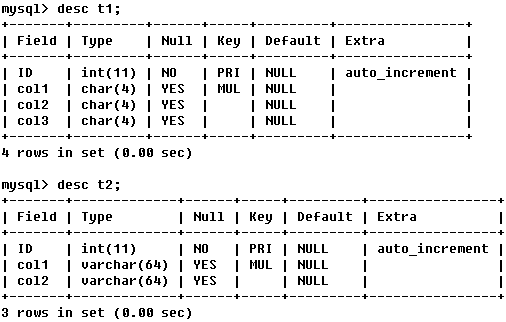 mysql> desc t1;
+-------+---------+------+-----+---------+----------------+
| Field | Type    | Null | Key | Default | Extra          |
+-------+---------+------+-----+---------+----------------+
| ID    | int(11) | NO   | PRI | NULL    | auto_increment |
| col1  | char(4) | YES  | MUL | NULL    |                |
| col2  | char(4) | YES  |     | NULL    |                |
| col3  | char(4) | YES  |     | NULL    |                |
+-------+---------+------+-----+---------+----------------+
4 rows in set (0.00 sec)
mysql> desc t2;
+-------+-------------+------+-----+---------+----------------+
| Field | Type        | Null | Key | Default | Extra          |
+-------+-------------+------+-----+---------+----------------+
| ID    | int(11)     | NO   | PRI | NULL    | auto_increment |
| col1  | varchar(64) | YES  | MUL | NULL    |                |
| col2  | varchar(64) | YES  |     | NULL    |                |
+-------+-------------+------+-----+---------+----------------+
3 rows in set (0.00 sec)